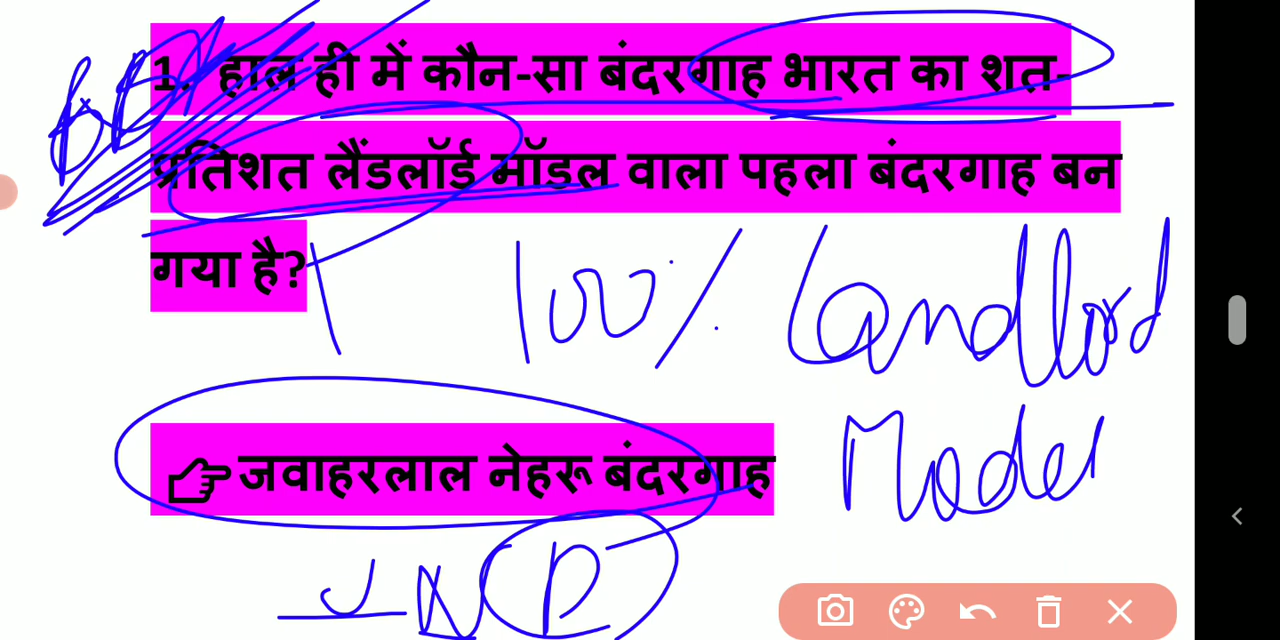 1. हाल ही में कौन-सा बंदरगाह भारत का शत-
प्रतिशत लैंडलॉर्ड मॉडल वाला पहला बंदरगाह बन
गया है?
100% Landlord
Model
👉जवाहरलाल नेहरू बंदरगाह
JNP